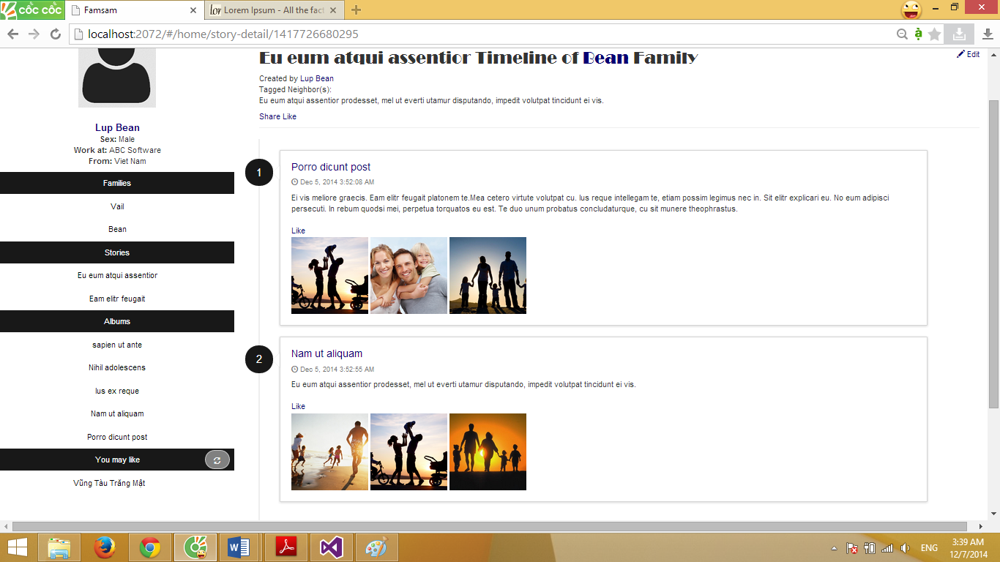 cốc cốc
Famsam
Lorem Ipsum - All the fact
localhost:2072/#/home/story-detail/1417726680295
Eu eum atqui assentior Timeline of Bean Family
Edit
Created by Lup Bean
Tagged Neighbor(s):
Eu eum atqui assentior prodesset, mel ut everti utamur disputando, impedit volutpat tincidunt ei vis.
Share Like
Lup Bean
Sex: Male
Work at: ABC Software
From: Viet Nam
Families
Vail
Bean
Stories
Eu eum atqui assentior
Eam elitr feugait
Albums
sapien ut ante
Nihil adolescens
Ius ex reque
Nam ut aliquam
Porro dicunt post
You may like
Vũng Tàu Trăng Mật
1
Porro dicunt post
Dec 5, 2014 3:52:08 AM
Ei vis meliore graecis. Eam elitr feugait platonem te.Mea cetero virtute volutpat cu. Ius reque intellegam te, etiam possim legimus nec in. Sit elitr explicari eu. No eum adipisci
persecuti. In rebum quodsi mei, perpetua torquatos eu est. Te duo unum probatus concludaturque, cu sit munere theophrastus.
Like
2
Nam ut aliquam
Dec 5, 2014 3:52:55 AM
Eu eum atqui assentior prodesset, mel ut everti utamur disputando, impedit volutpat tincidunt ei vis.
Like
ENG
3:39 AM
12/7/2014